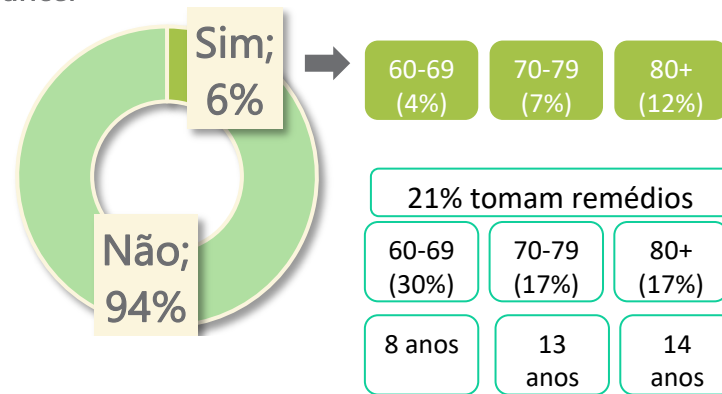 Sim;
6%
60-69
(4%)
70-79
(7%)
80+
(12%)
Não;
94%
21% tomam remédios
60-69
(30%)
70-79
(17%)
80+
(17%)
8 anos
13
anos
14
anos